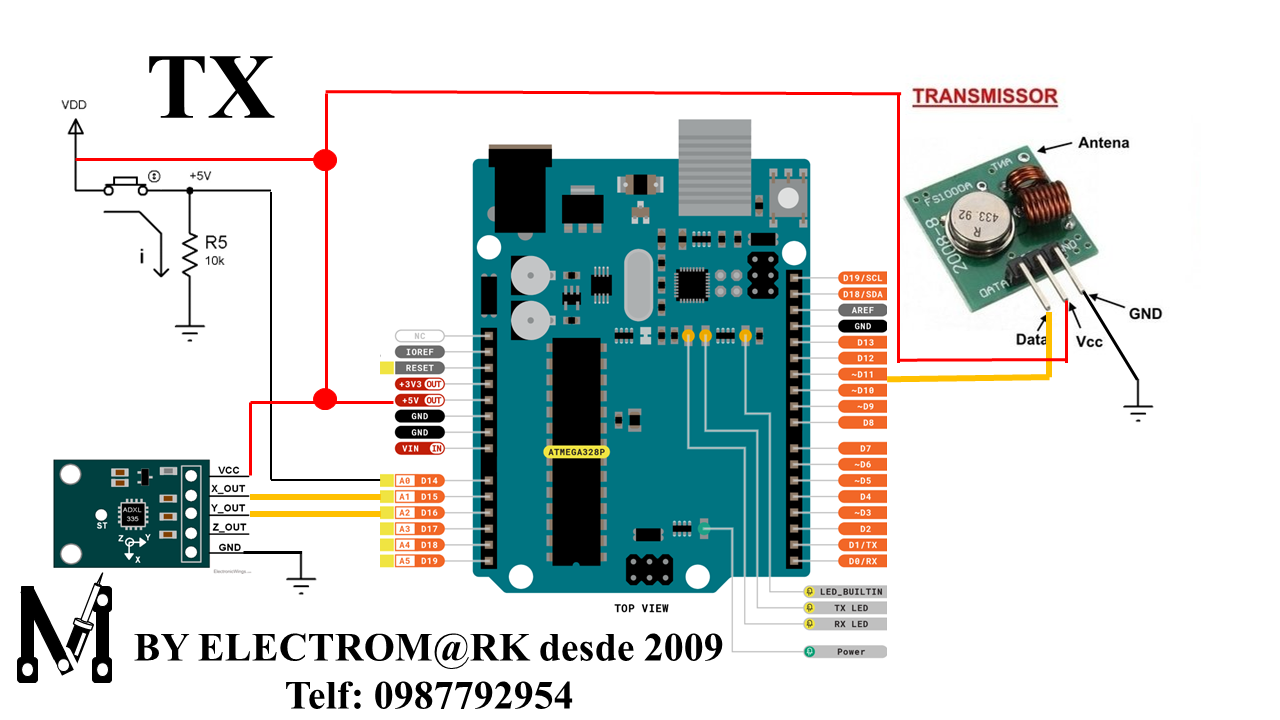 TX
VDD
+5V
R5
10k
i
TRANSMISSOR
Antena
ANT
FS1000A
R
433.92
2008-8
DATA
GND
Data
Vcc
NC
IOREF
RESET
+3V3 OUT
+5V OUT
GND
GND
VIN IN
A0 D14
A1 D15
A2 D16
A3 D17
A4 D18
A5 D19
ATMEGA328P
D19/SCL
D18/SDA
AREF
GND
D13
D12
~D11
~D10
~D9
D8
D7
~D6
~D5
D4
~D3
D2
D1/TX
D0/RX
LED_BUILTIN
TX LED
RX LED
Power
TOP VIEW
VCC
X_OUT
Y_OUT
Z_OUT
GND
ADXL
335
ST
Z
Y
X
M
BY ELECTROM@RK desde 2009
Telf: 0987792954